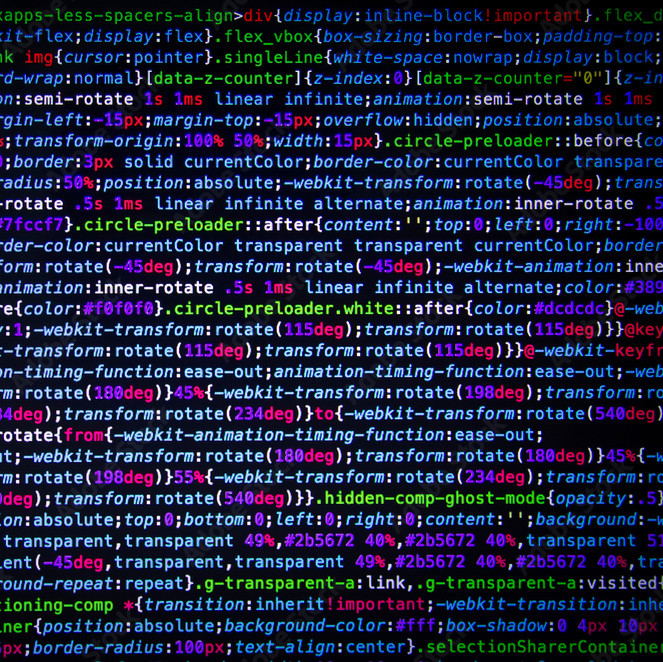 apps-less-spacers-align>div{display:inline-block!important}.flex_d
kit-flex;display:flex}.flex_vbox{box-sizing:border-box;padding-top:
nk img{cursor:pointer}.singleLine{white-space:nowrap;display:block;
rd-wrap:normal}[data-z-counter]{z-index:0}[data-z-counter="0"]{z-in
on:semi-rotate 1s 1ms linear infinite;animation:semi-rotate 1s 1ms
rgin-left:-15px;margin-top:-15px;overflow:hidden;position:absolute;
%;transform-origin:100% 50%;width:15px}.circle-preloader::before{co
;border:3px solid currentColor;border-color:currentColor transpare
radius:50%;position:absolute;-webkit-transform:rotate(-45deg);trans
-rotate .5s 1ms linear infinite alternate;animation:inner-rotate .5
#7fccf7}.circle-preloader::after{content:'';top:0;left:0;right:-100
rder-color:currentColor transparent transparent currentColor;border
form:rotate(-45deg);transform:rotate(-45deg);-webkit-animation:inne
animation:inner-rotate .5s 1ms linear infinite alternate;color:#389
re{color:#f0f0f0}.circle-preloader.white::after{color:#dcdcdc}@-web
y:1;-webkit-transform:rotate(115deg);transform:rotate(115deg)}}@key
t-transform:rotate(115deg);transform:rotate(115deg)}}@-webkit-keyfr
on-timing-function:ease-out;animation-timing-function:ease-out;-web
rm:rotate(180deg)}45%{-webkit-transform:rotate(198deg);transform:ro
34deg);transform:rotate(234deg)}to{-webkit-transform:rotate(540deg)
rotate{from{-webkit-animation-timing-function:ease-out;
ut;-webkit-transform:rotate(180deg);transform:rotate(180deg)}45%{-w
rm:rotate(198deg)}55%{-webkit-transform:rotate(234deg);transform:ro
0deg);transform:rotate(540deg)}}.hidden-comp-ghost-mode{opacity:.5}
ion:absolute;top:0;bottom:0;left:0;right:0;content:'';background:-w
transparent,transparent 49%,#2b5672 40%,#2b5672 40%,transparent 51
ient(-45deg,transparent,transparent 49%,#2b5672 40%,#2b5672 40%,tra
round-repeat:repeat}.g-transparent-a:link,.g-transparent-a:visited{
tioning-comp *{transition:inherit!important;-webkit-transition:inhe
iner{position:absolute;background-color:#fff;box-shadow:0 4px 10px
5px;border-radius:100px;text-align:center}.selectionSharerContainer